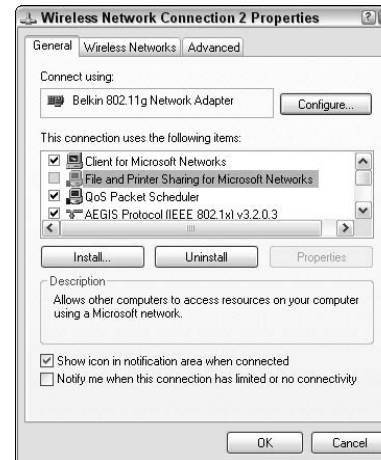 Wireless Network Connection 2 Properties
General Wireless Networks Advanced
Connect using:
Belkin 802.11g Network Adapter Configure...
This connection uses the following items:
Client for Microsoft Networks
File and Printer Sharing for Microsoft Networks
QoS Packet Scheduler
AEGIS Protocol (IEEE 802.1x) v3.2.0.3
Install... Uninstall Properties
Description
Allows other computers to access resources on your computer
using a Microsoft network.
Show icon in notification area when connected
Notify me when this connection has limited or no connectivity
OK Cancel